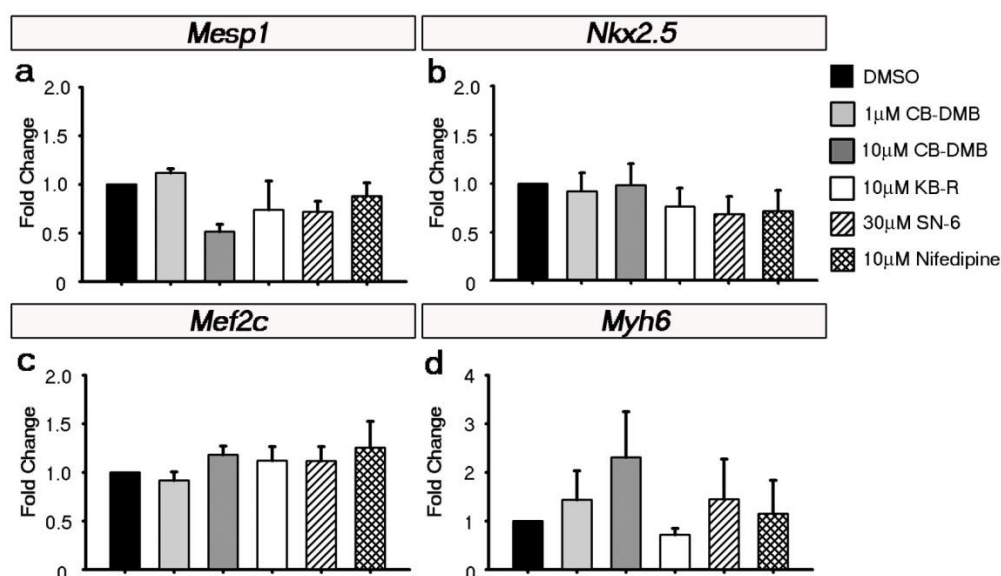 Mesp1
Nkx2.5
a
2.0
1.5
1.0
0.5
0
Fold Change
b
2.0
1.5
1.0
0.5
0
Fold Change
DMSO
1µM CB-DMB
10µM CB-DMB
10µM KB-R
30µM SN-6
10µM Nifedipine
Mef2c
Myh6
c
2.0
1.5
1.0
0.5
0
Fold Change
d
4
3
2
1
0
Fold Change